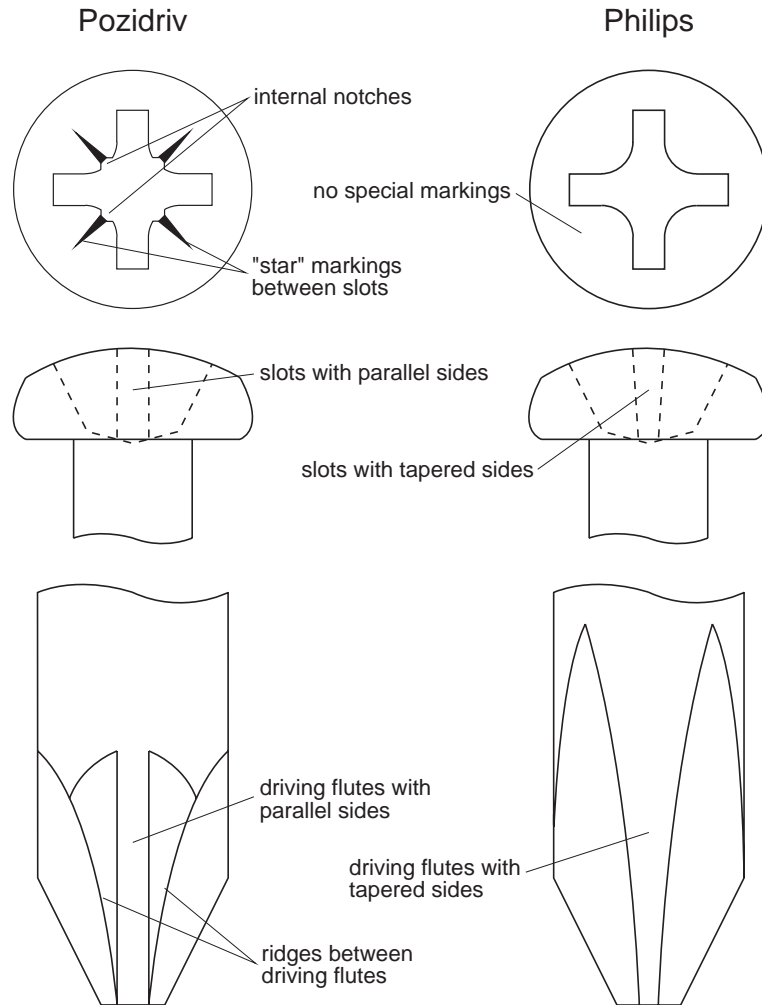 Pozidriv
Philips
internal notches
no special markings
"star" markings
between slots
slots with parallel sides
slots with tapered sides
driving flutes with
parallel sides
driving flutes with
tapered sides
ridges between
driving flutes